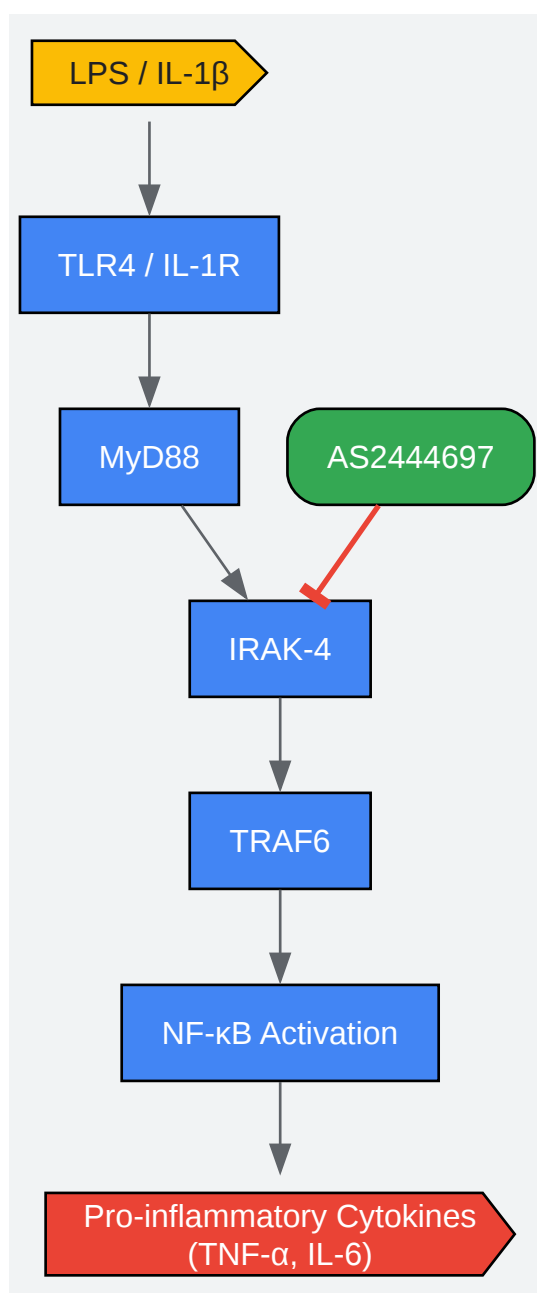 LPS / IL-1β
TLR4 / IL-1R
MyD88
AS2444697
IRAK-4
TRAF6
NF-κB Activation
Pro-inflammatory Cytokines
(TNF-α, IL-6)